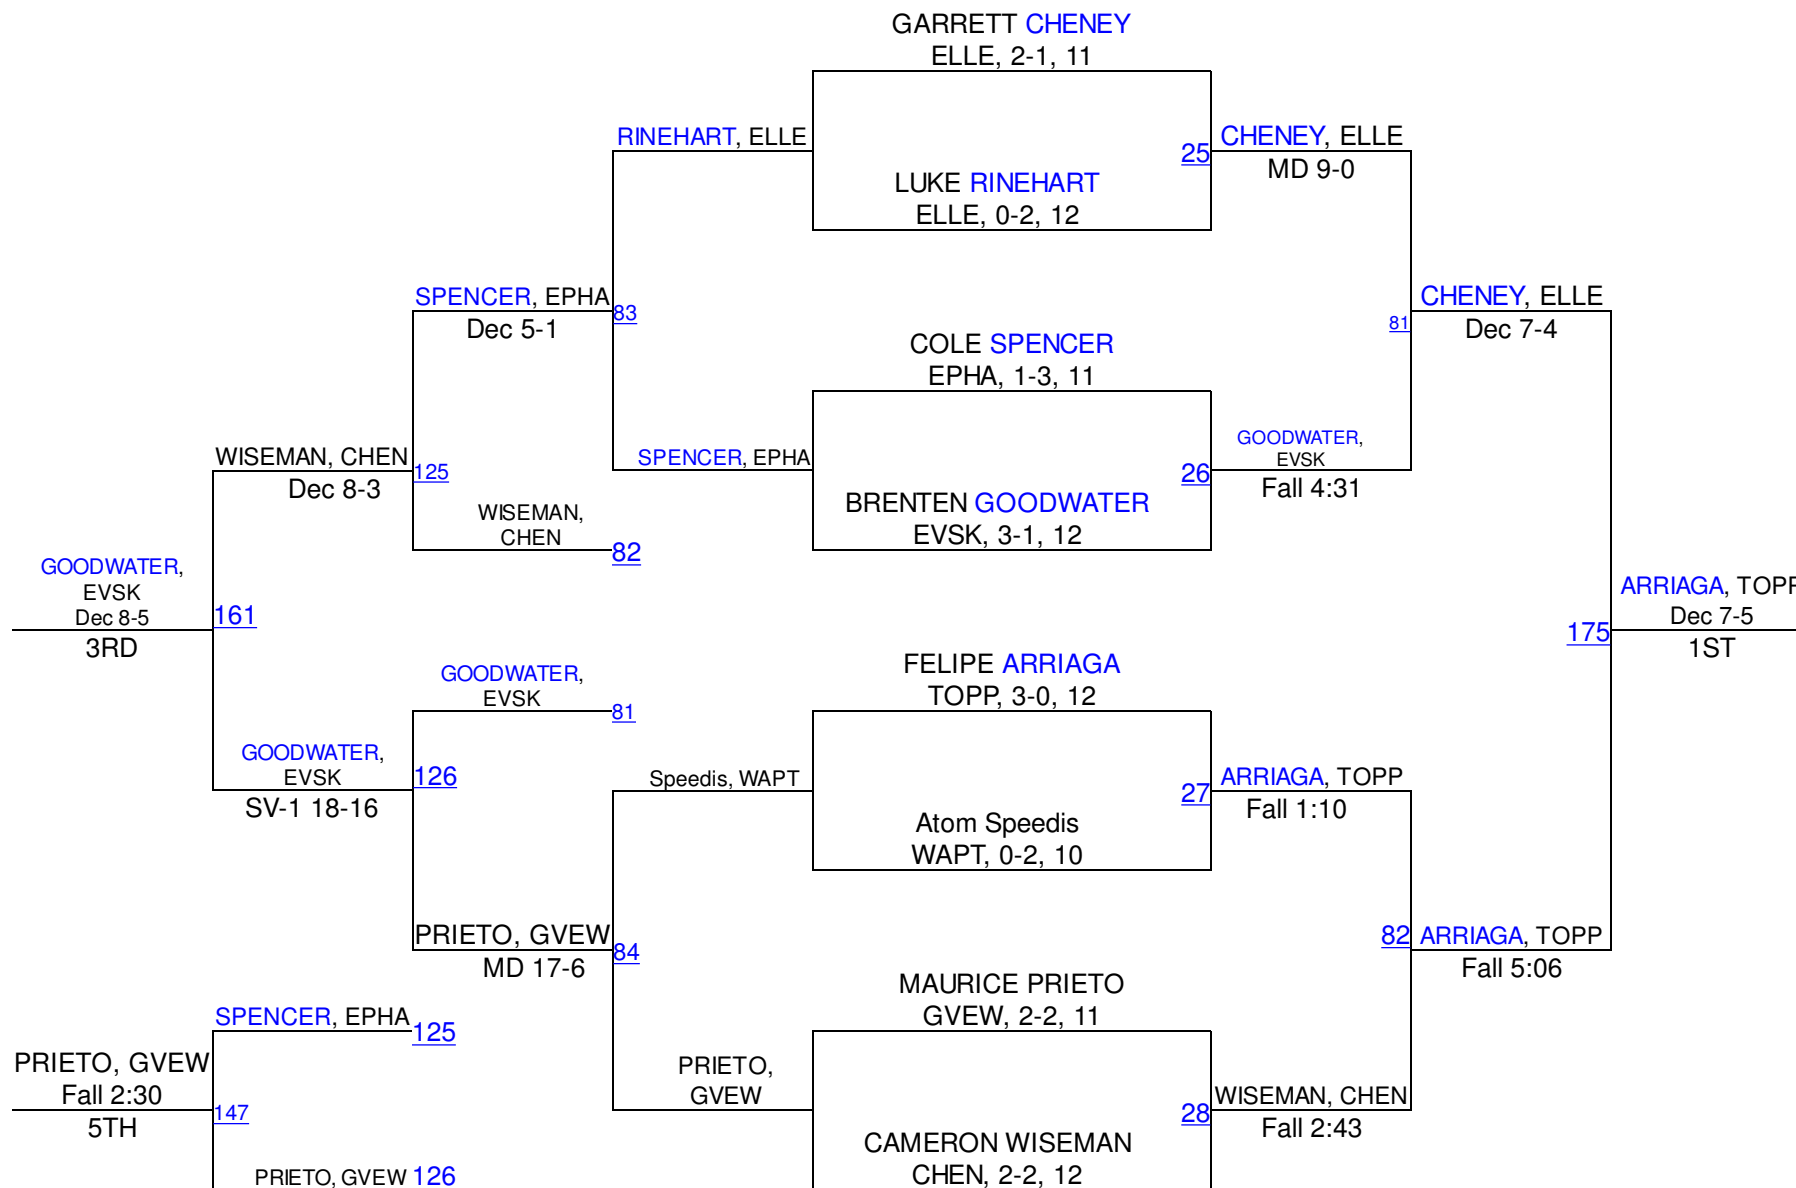 GARRETT CHENEY
ELLE, 2-1, 11
RINEHART, ELLE
25
CHENEY, ELLE
MD 9-0
LUKE RINEHART
ELLE, 0-2, 12
SPENCER, EPHA
Dec 5-1
83
81
CHENEY, ELLE
Dec 7-4
COLE SPENCER
EPHA, 1-3, 11
WISEMAN, CHEN
Dec 8-3
125
SPENCER, EPHA
26
GOODWATER,
EVSK
Fall 4:31
BRENTEN GOODWATER
EVSK, 3-1, 12
WISEMAN,
CHEN
82
GOODWATER,
EVSK
Dec 8-5
3RD
161
175
ARRIAGA, TOPP
Dec 7-5
1ST
GOODWATER,
EVSK
81
FELIPE ARRIAGA
TOPP, 3-0, 12
GOODWATER,
EVSK
SV-1 18-16
126
Speedis, WAPT
27
ARRIAGA, TOPP
Fall 1:10
Atom Speedis
WAPT, 0-2, 10
PRIETO, GVEW
MD 17-6
84
82
ARRIAGA, TOPP
Fall 5:06
MAURICE PRIETO
GVEW, 2-2, 11
SPENCER, EPHA
125
PRIETO, GVEW
Fall 2:30
5TH
147
PRIETO,
GVEW
28
WISEMAN, CHEN
Fall 2:43
CAMERON WISEMAN
CHEN, 2-2, 12
PRIETO, GVEW 126